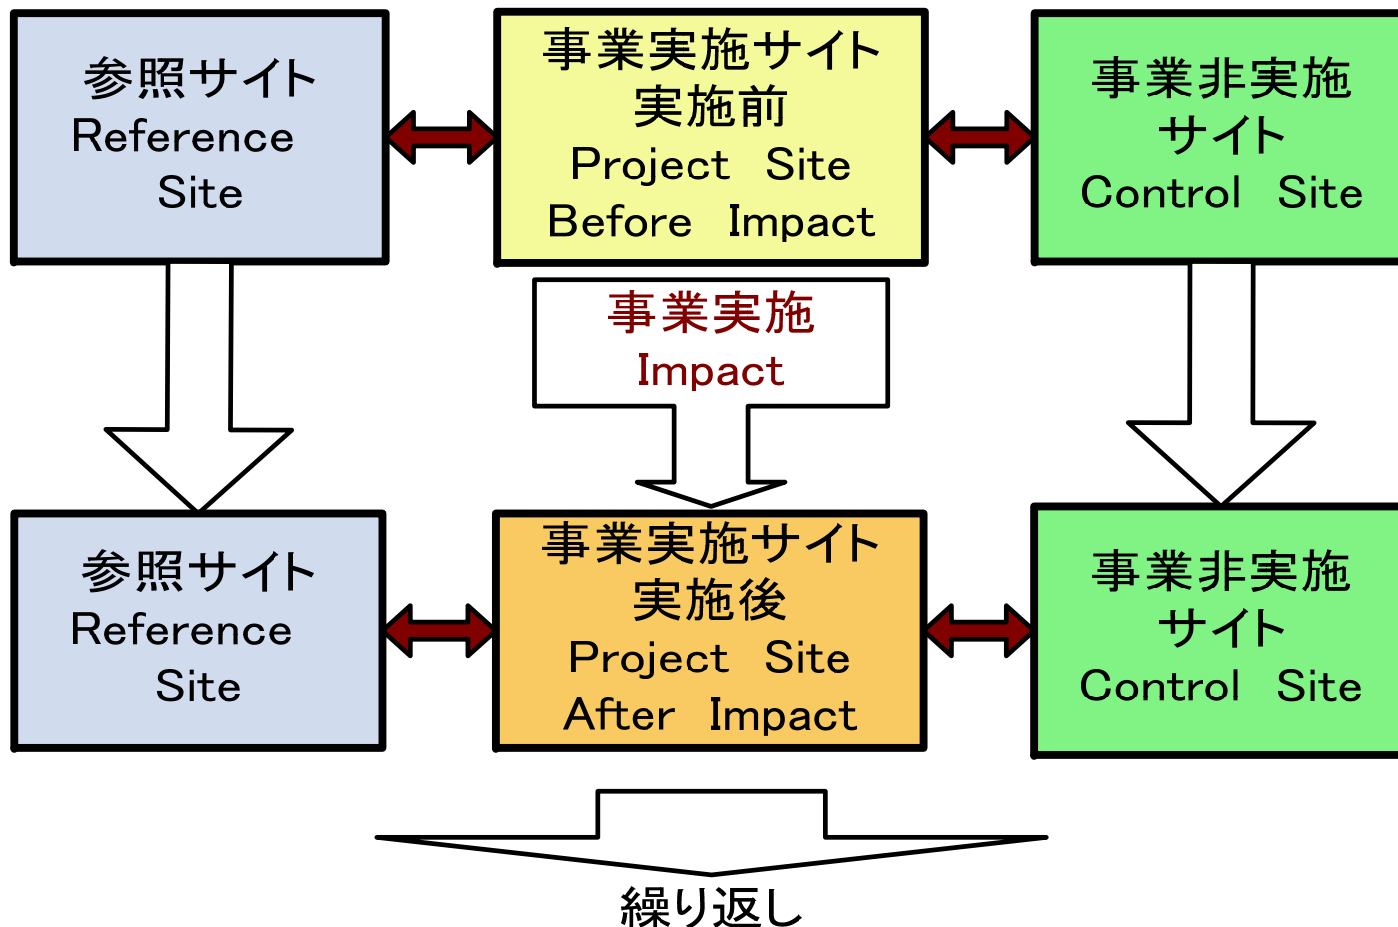 参照サイト
Reference
Site
事業実施サイト
実施前
Project Site
Before Impact
事業非実施
サイト
Control Site
事業実施
Impact
参照サイト
Reference
Site
事業実施サイト
実施後
Project Site
After Impact
事業非実施
サイト
Control Site
繰り返し